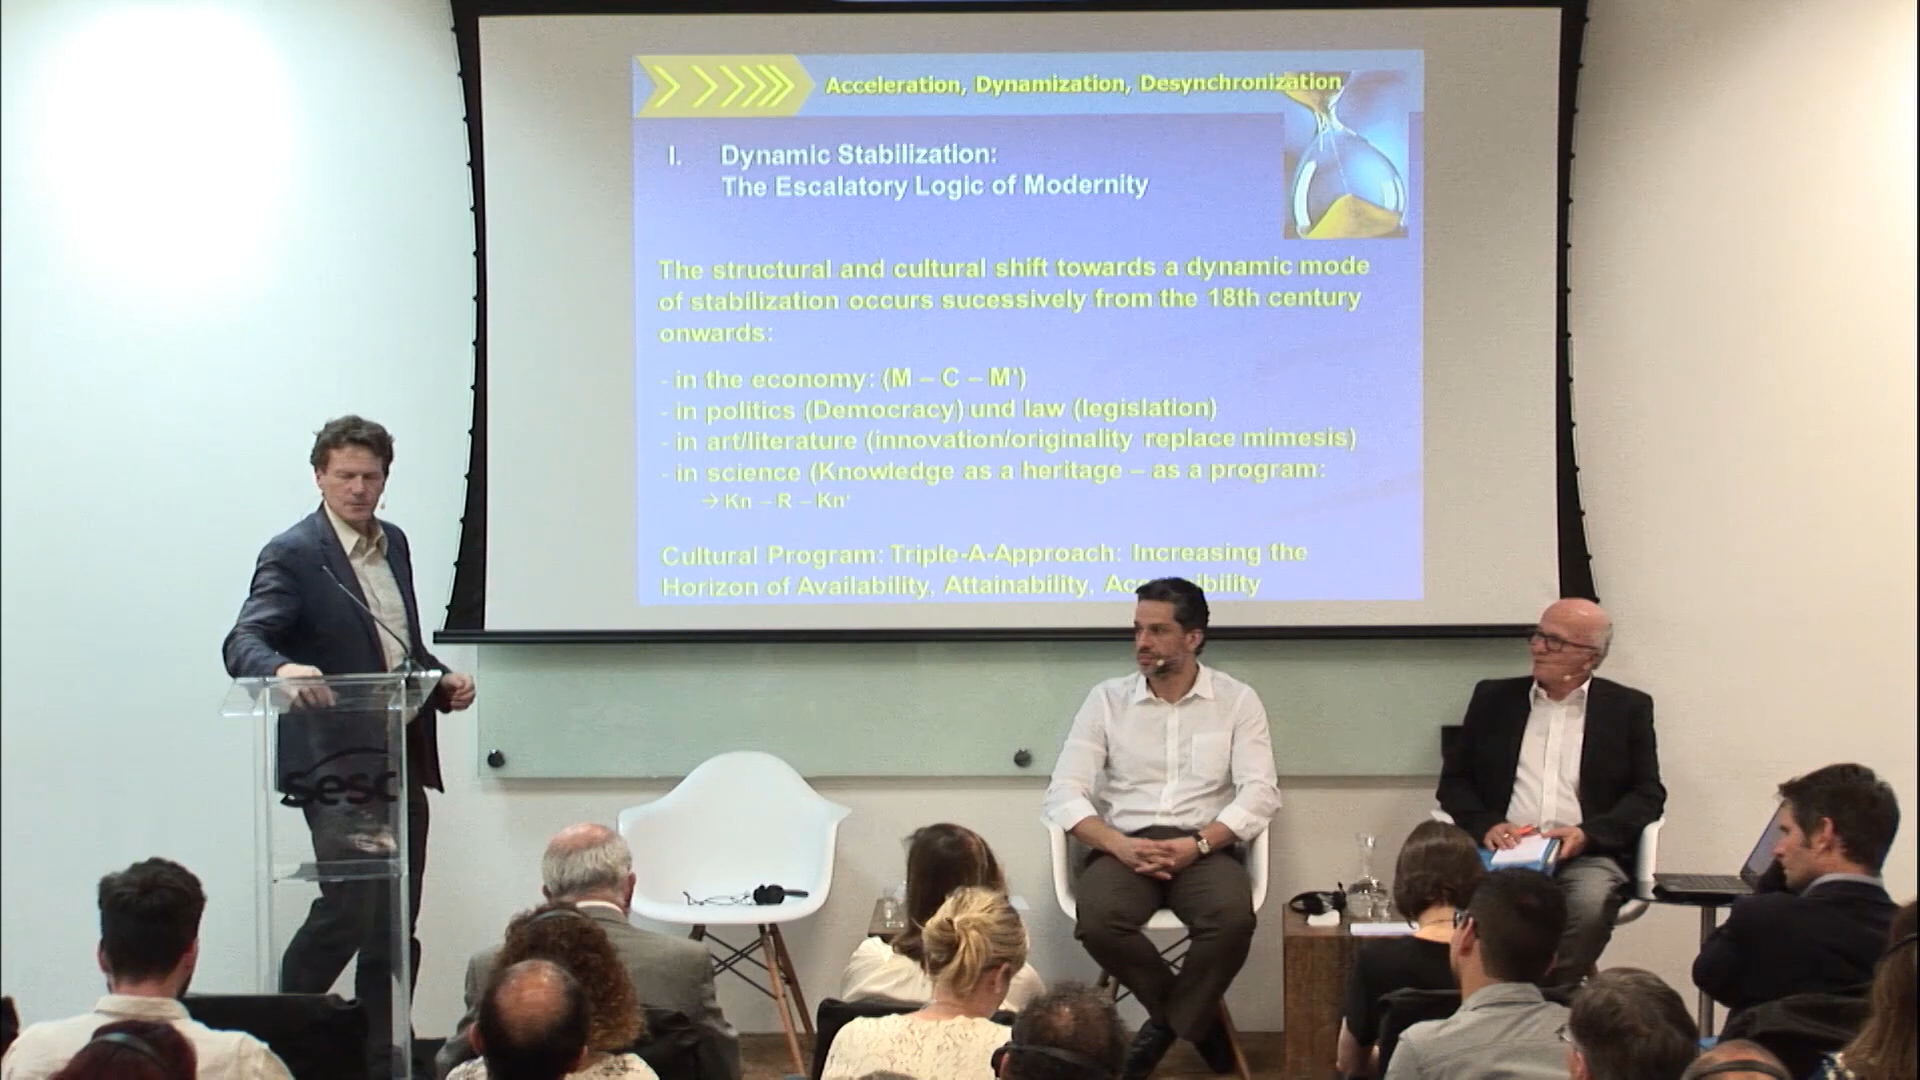 Acceleration, Dynamization, Desynchronization
I. Dynamic Stabilization:
The Escalatory Logic of Modernity
The structural and cultural shift towards a dynamic mode
of stabilization occurs sucessively from the 18th century
onwards:
- in the economy: (M – C – M')
- in politics (Democracy) und law (legislation)
- in art/literature (innovation/originality replace mimesis)
- in science (Knowledge as a heritage – as a program:
→ Kn – R – Kn'
Cultural Program: Triple-A-Approach: Increasing the
Horizon of Availability, Attainability,
sesc